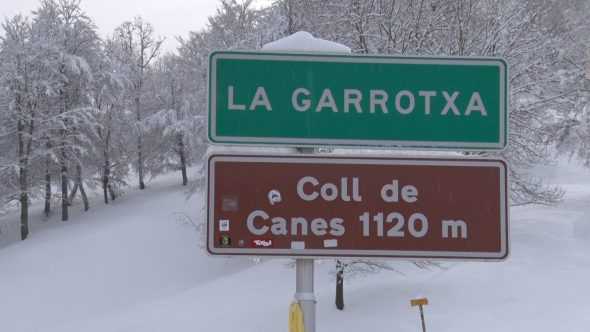 LA GARROTXA
Coll de
Canes 1120 m